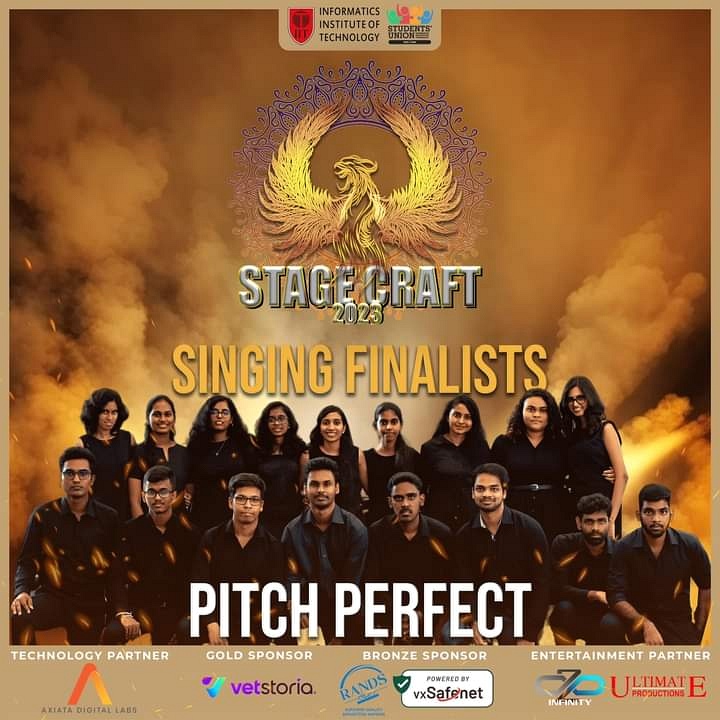 INFORMATICS
INSTITUTE OF
TECHNOLOGY
STUDENTS'
UNION
STAGE CRAFT
2023
SINGING FINALISTS
PITCH PERFECT
TECHNOLOGY PARTNER
GOLD SPONSOR
BRONZE SPONSOR
ENTERTAINMENT PARTNER
AXIATA DIGITAL LABS
vetstoria.
RANDS
POWERED BY
vxSafenet
INFINITY
ULTIMATE
PRODUCTIONS